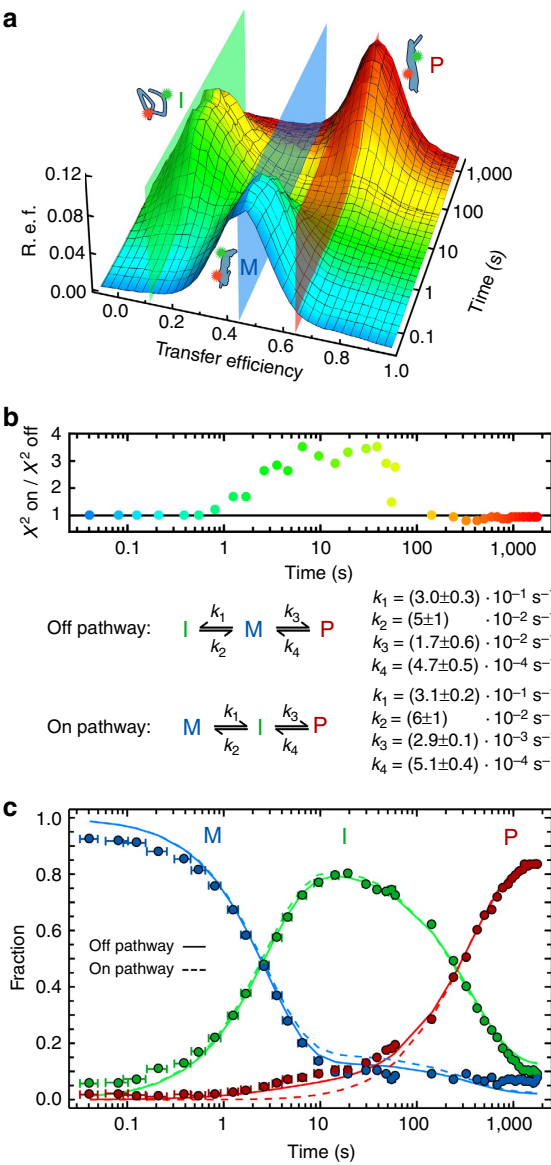 a
I
P
M
0.12
0.08
0.04
0.00
R. e. f.
0.0
0.2
0.4
0.6
0.8
1.0
Transfer efficiency
1,000
100
10
1
0.1
Time (s)
b
Χ² on / Χ² off
4
3
2
1
0.1 1 10 100 1,000
Time (s)
Off pathway: I k₁ k₂ M k₃ k₄ P
k₁ = (3.0±0.3) · 10⁻¹ s⁻
k₂ = (5±1) · 10⁻² s⁻
k₃ = (1.7±0.6) · 10⁻² s⁻
k₄ = (4.7±0.5) · 10⁻⁴ s⁻
On pathway: M k₁ k₂ I k₃ k₄ P
k₁ = (3.1±0.2) · 10⁻¹ s⁻
k₂ = (6±1) · 10⁻² s⁻
k₃ = (2.9±0.1) · 10⁻³ s⁻
k₄ = (5.1±0.4) · 10⁻⁴ s⁻
c
M I P
Fraction
1.0
0.8
0.6
0.4
0.2
0.0
Off pathway
On pathway
0.1 1 10 100 1,000
Time (s)